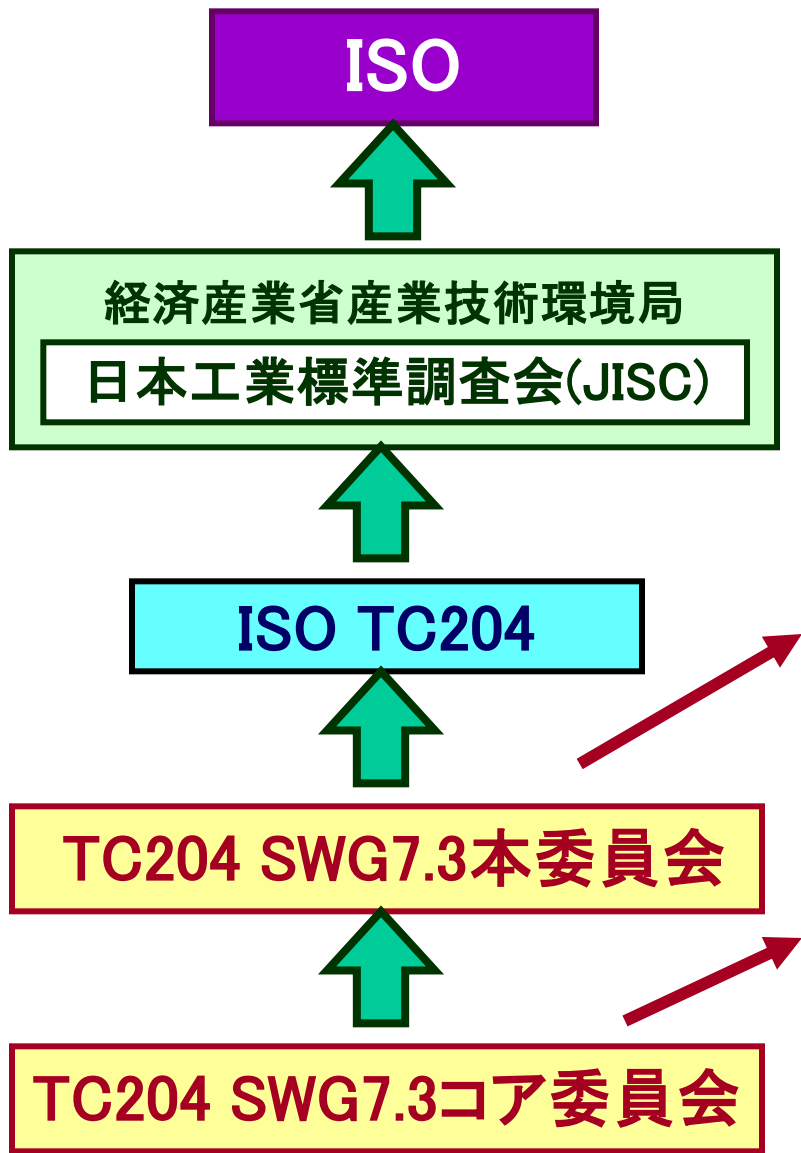 ISO
経済産業省産業技術環境局
日本工業標準調査会(JISC)
ISO TC204
TC204 SWG7.3本委員会
TC204 SWG7.3コア委員会